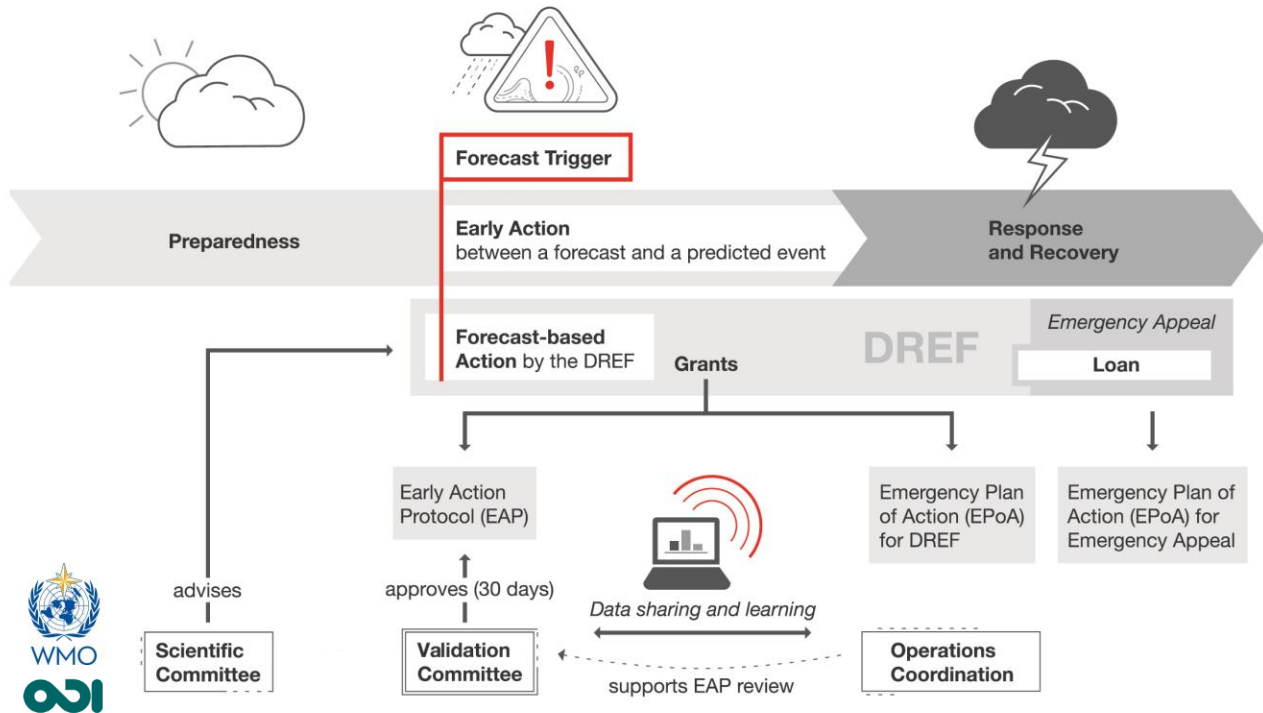 Forecast Trigger
Preparedness
Early Action
between a forecast and a predicted event
Response
and Recovery
Forecast-based
Action by the DREF
Grants
DREF
Emergency Appeal
Loan
Early Action
Protocol (EAP)
Emergency Plan
of Action (EPoA)
for DREF
Emergency Plan of
Action (EPoA) for
Emergency Appeal
advises
approves (30 days)
Data sharing and learning
WMO
ODI
Scientific
Committee
Validation
Committee
supports EAP review
Operations
Coordination